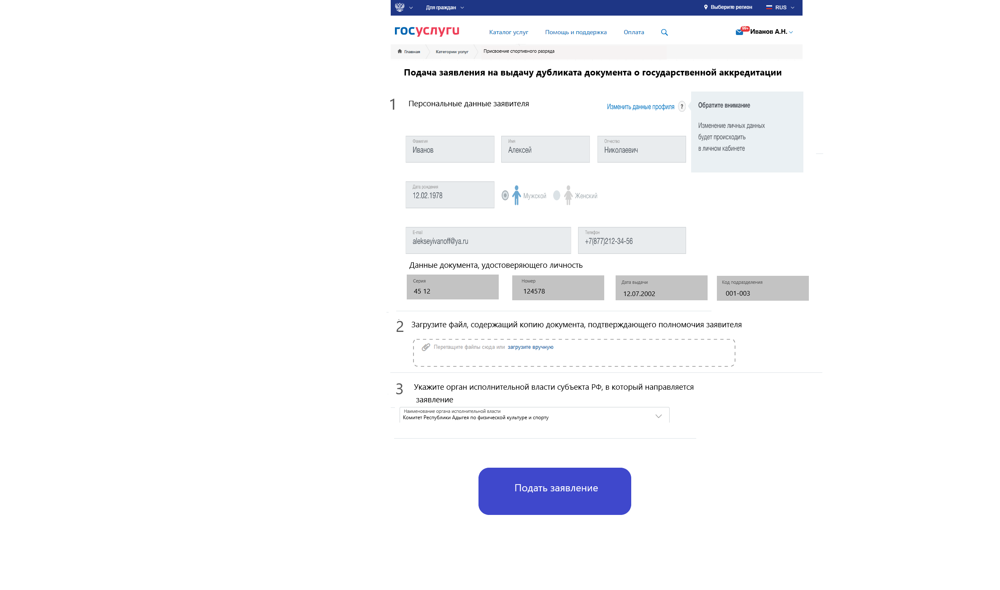 Для граждан
Выберите регион
RUS
госуслуги
Каталог услуг
Помощь и поддержка
Оплата
99+
Иванов А.Н.
Главная
Категории услуг
Присвоение спортивного разряда
Подача заявления на выдачу дубликата документа о государственной аккредитации
1
Персональные данные заявителя
Изменить данные профиля
?
Обратите внимание
Изменение личных данных
будет происходить
в личном кабинете
Фамилия
Иванов
Имя
Алексей
Отчество
Николаевич
Дата рождения
12.02.1978
Мужской
Женский
E-mail
alekseyivanoff@ya.ru
Телефон
+7(877)212-34-56
Данные документа, удостоверяющего личность
Серия
45 12
Номер
124578
Дата выдачи
12.07.2002
Код подразделения
001-003
2
Загрузите файл, содержащий копию документа, подтверждающего полномочия заявителя
Перетащите файлы сюда или загрузите вручную
3
Укажите орган исполнительной власти субъекта РФ, в который направляется
заявление
Наименование органа исполнительной власти
Комитет Республики Адыгея по физической культуре и спорту
Подать заявление